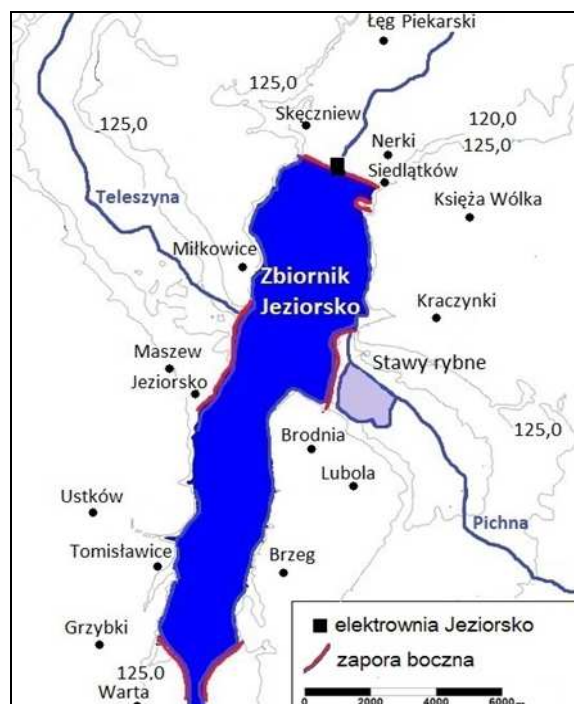 Łęg Piekarski
125,0
Skęczniew
120,0
125,0
125,0
Nerki
Siedlątków
Teleszyna
Księża Wólka
Miłkowice
Zbiornik
Jeziorsko
Kraczynki
Maszew
Stawy rybne
Jeziorsko
125,0
Brodnia
Lubola
Ustków
Pichna
Tomisławice
Brzeg
elektrownia Jeziorsko
Grzybki
zapora boczna
125,0
Warta
0 2000 4000 6000m